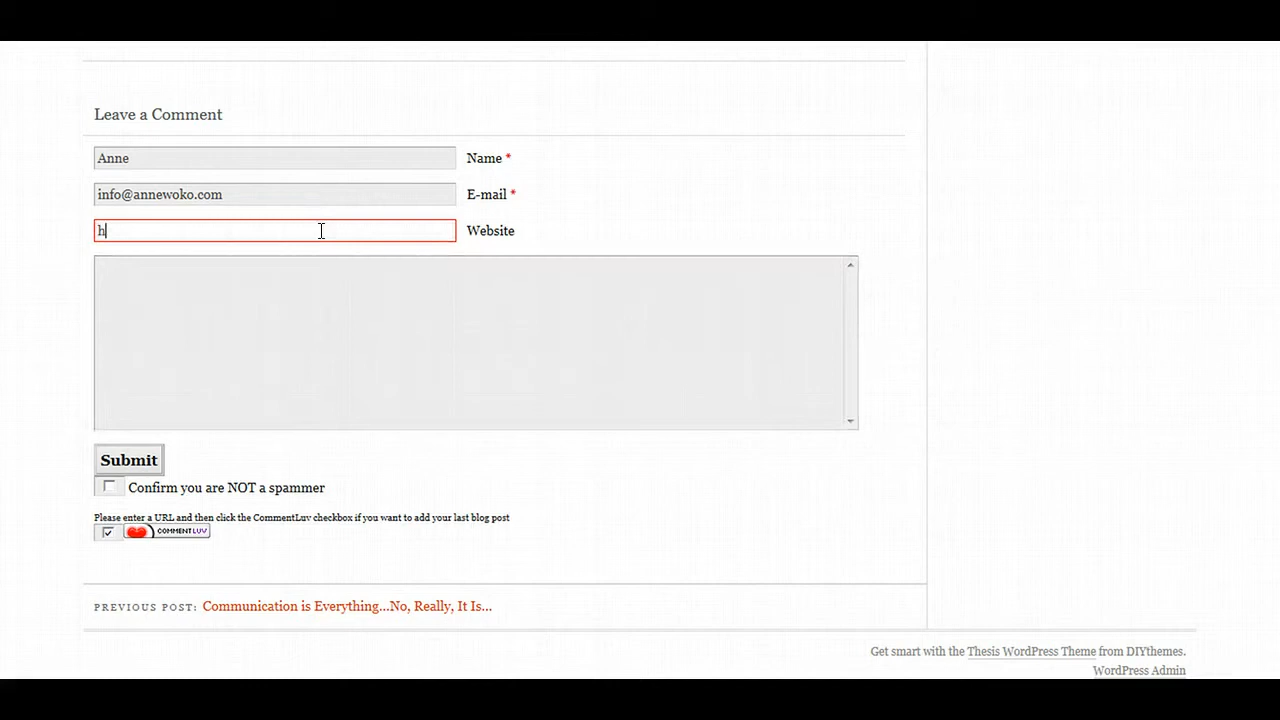 Leave a Comment
Anne Name *
info@annewoko.com E-mail *
h Website
Submit
Confirm you are NOT a spammer
Please enter a URL and then click the CommentLuv checkbox if you want to add your last blog post
COMMENTLUV
PREVIOUS POST: Communication is Everything...No, Really, It Is...
Get smart with the Thesis WordPress Theme from DIYthemes.
WordPress Admin